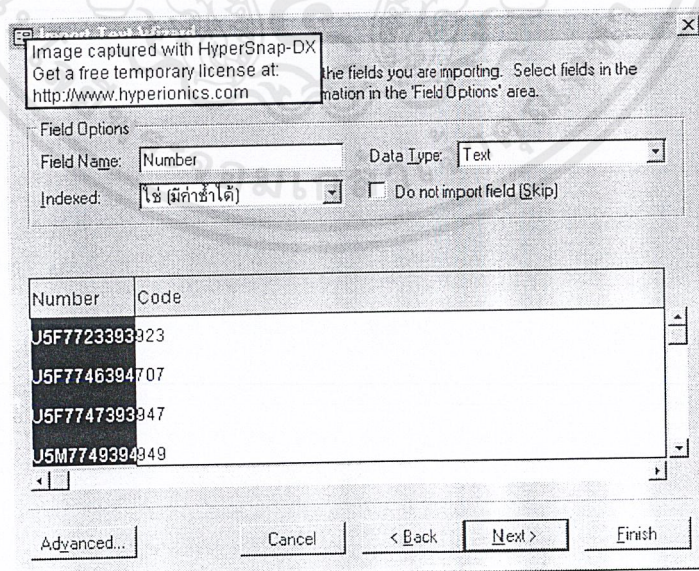 Image captured with HyperSnap-DX
Get a free temporary license at:
http://www.hyperionics.com
the fields you are importing. Select fields in the
mation in the 'Field Options' area.
Field Options
Field Name: Number Data Type: Text
Indexed: ใช่ (มีค่าซ้ำได้) Do not import field (Skip)
Number Code
U5F7723393923
U5F7746394707
U5F7747393947
U5M7749394949
Advanced... Cancel < Back Next > Finish